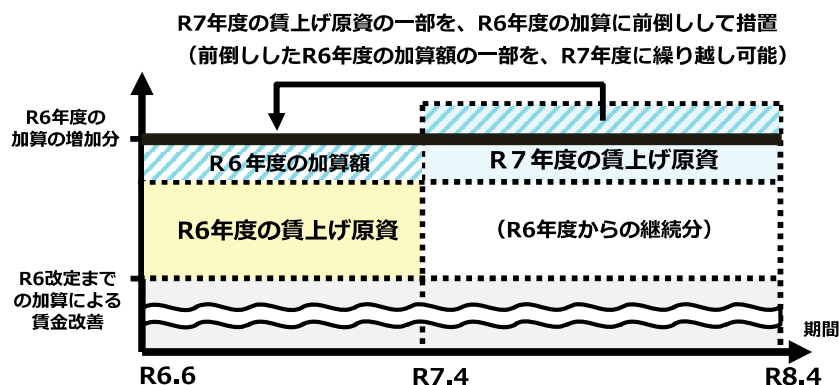 R7年度の賃上げ原資の一部を、R6年度の加算に前倒しして措置
（前倒ししたR6年度の加算額の一部を、R7年度に繰り越し可能）
R6年度の
加算の増加分
R６年度の加算額
R７年度の賃上げ原資
R6年度の賃上げ原資
（R6年度からの継続分）
R6改定まで
の加算による
賃金改善
期間
R6.6
R7.4
R8.4